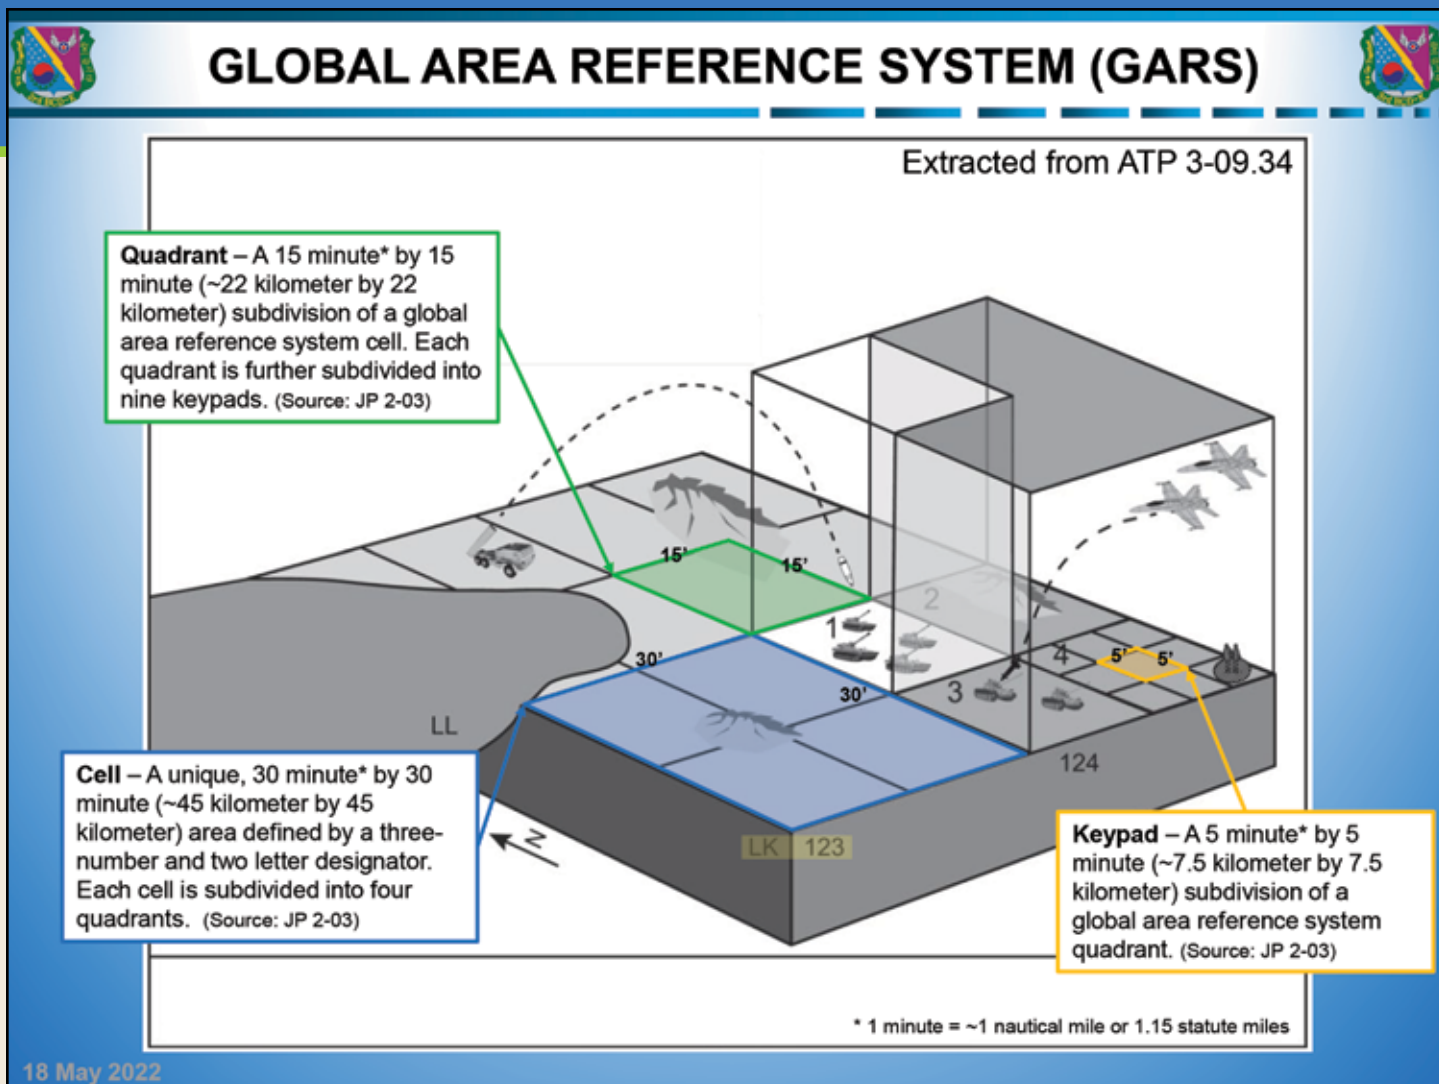 GLOBAL AREA REFERENCE SYSTEM (GARS)
Extracted from ATP 3-09.34
Quadrant – A 15 minute* by 15
minute (~22 kilometer by 22
kilometer) subdivision of a global
area reference system cell. Each
quadrant is further subdivided into
nine keypads. (Source: JP 2-03)
15'
15'
2
1
30'
4
5'
5'
30'
3
LL
124
Cell – A unique, 30 minute* by 30
minute (~45 kilometer by 45
kilometer) area defined by a three-
number and two letter designator.
Each cell is subdivided into four
quadrants. (Source: JP 2-03)
N
LK 123
Keypad – A 5 minute* by 5
minute (~7.5 kilometer by 7.5
kilometer) subdivision of a
global area reference system
quadrant. (Source: JP 2-03)
* 1 minute = ~1 nautical mile or 1.15 statute miles
18 May 2022